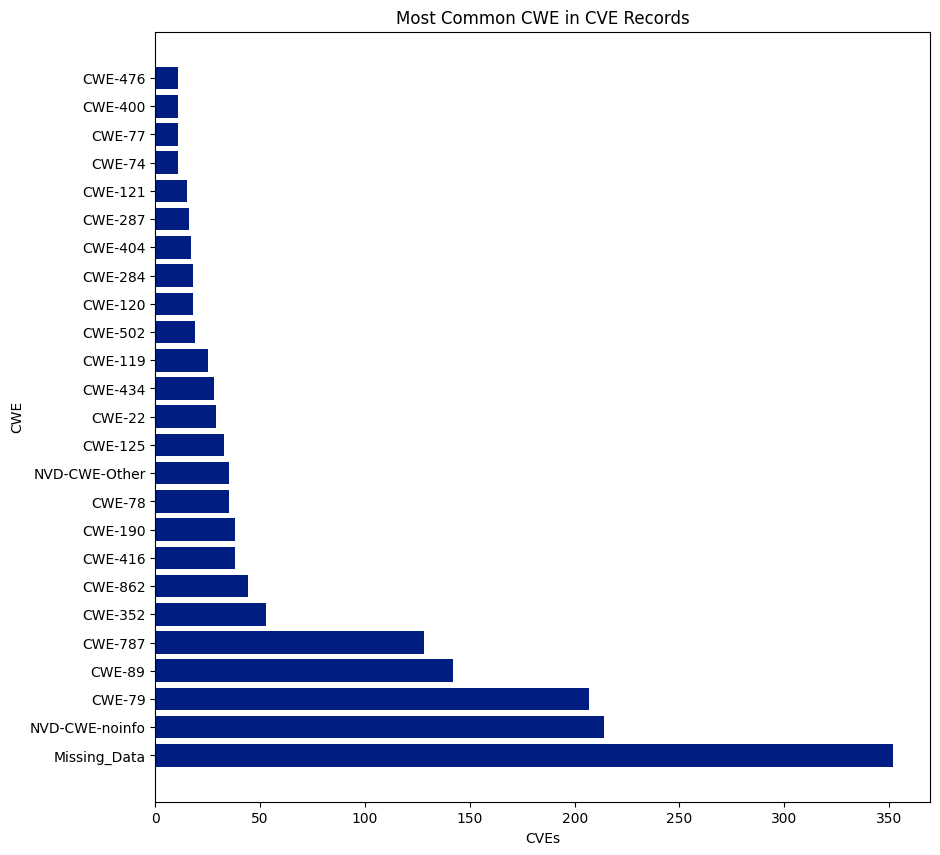 Most Common CWE in CVE Records
CWE
CWE-476
CWE-400
CWE-77
CWE-74
CWE-121
CWE-287
CWE-404
CWE-284
CWE-120
CWE-502
CWE-119
CWE-434
CWE-22
CWE-125
NVD-CWE-Other
CWE-78
CWE-190
CWE-416
CWE-862
CWE-352
CWE-787
CWE-89
CWE-79
NVD-CWE-noinfo
Missing_Data
0 50 100 150 200 250 300 350
CVEs